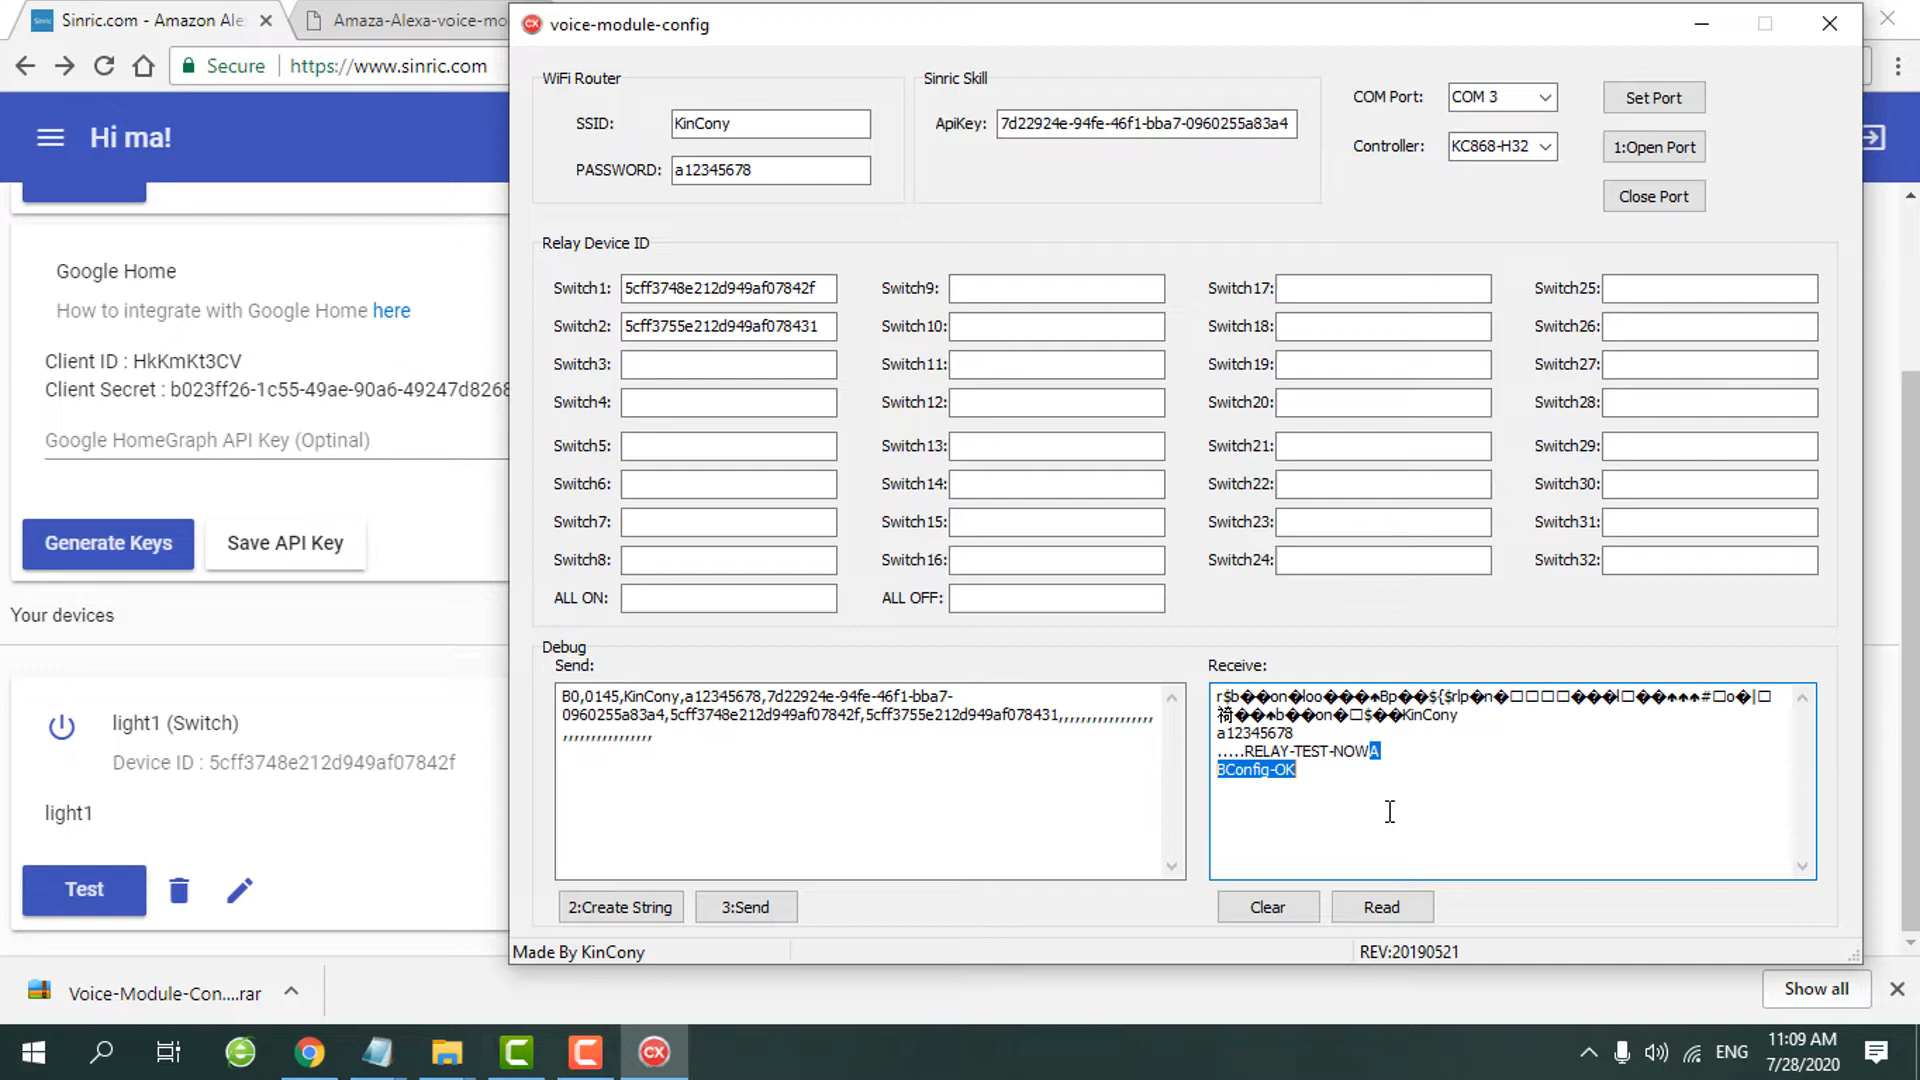 Sinric.com - Amazon Ale
Amaza-Alexa-voice-mo
Secure
https://www.sinric.com
Hi ma!
Google Home
How to integrate with Google Home here
Client ID : HkKmKt3CV
Client Secret : b023ff26-1c55-49ae-90a6-49247d8268
Google HomeGraph API Key (Optinal)
Generate Keys
Save API Key
Your devices
light1 (Switch)
Device ID : 5cff3748e212d949af07842f
light1
Test
voice-module-config
WiFi Router
SSID:
KinCony
PASSWORD:
a12345678
Sinric Skill
ApiKey:
7d22924e-94fe-46f1-bba7-0960255a83a4
COM Port:
COM 3
Set Port
Controller:
KC868-H32
1:Open Port
Close Port
Relay Device ID
Switch1:
5cff3748e212d949af07842f
Switch9:
Switch17:
Switch25:
Switch2:
5cff3755e212d949af078431
Switch10:
Switch18:
Switch26:
Switch3:
Switch11:
Switch19:
Switch27:
Switch4:
Switch12:
Switch20:
Switch28:
Switch5:
Switch13:
Switch21:
Switch29:
Switch6:
Switch14:
Switch22:
Switch30:
Switch7:
Switch15:
Switch23:
Switch31:
Switch8:
Switch16:
Switch24:
Switch32:
ALL ON:
ALL OFF:
Debug
Send:
B0,0145,KinCony,a12345678,7d22924e-94fe-46f1-bba7-
0960255a83a4,5cff3748e212d949af07842f,5cff3755e212d949af078431,,,,,,,,,,,,,,,,,
,,,,,,,,,,,,,,,,
Receive:
KinCony
a12345678
.....RELAY-TEST-NOWA
BConfig-OK
2:Create String
3:Send
Clear
Read
Made By KinCony
REV:20190521
Voice-Module-Con....rar
Show all
ENG
11:09 AM
7/28/2020